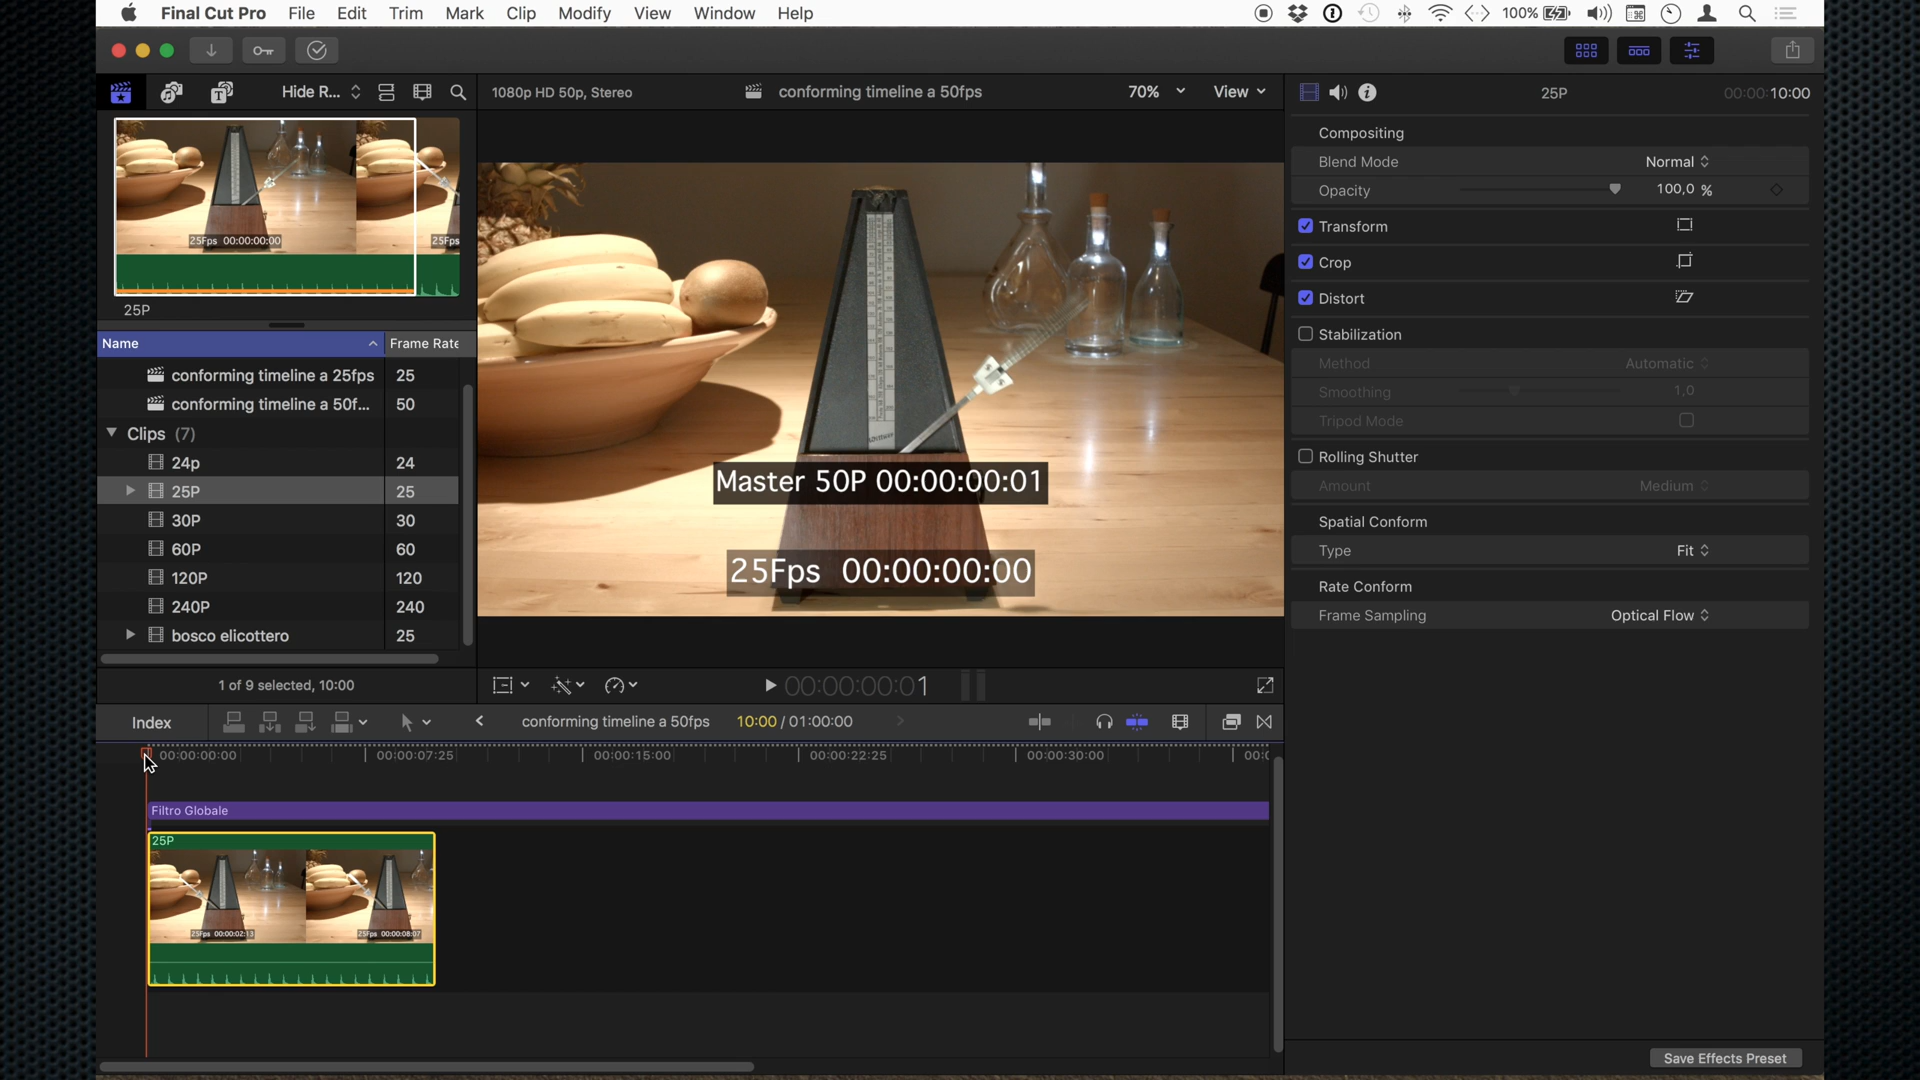 Final Cut Pro File Edit Trim Mark Clip Modify View Window Help 100%
Hide R... 1080p HD 50p, Stereo conforming timeline a 50fps 70% View 25P 00:00:10:00
25Fps 00:00:00:00 25Fps
25P
Name Frame Rate
conforming timeline a 25fps 25
conforming timeline a 50f... 50
Clips (7)
24p 24
25P 25
30P 30
60P 60
120P 120
240P 240
bosco elicottero 25
1 of 9 selected, 10:00
Master 50P 00:00:00:01
25Fps 00:00:00:00
00:00:00:01
Compositing
Blend Mode Normal
Opacity 100,0 %
Transform
Crop
Distort
Stabilization
Method Automatic
Smoothing 1,0
Tripod Mode
Rolling Shutter
Amount Medium
Spatial Conform
Type Fit
Rate Conform
Frame Sampling Optical Flow
Index conforming timeline a 50fps 10:00 / 01:00:00
00:00:00:00 00:00:07:25 00:00:15:00 00:00:22:25 00:00:30:00 00:0
Filtro Globale
25P
25Fps 00:00:02:13 25Fps 00:00:08:07
Save Effects Preset